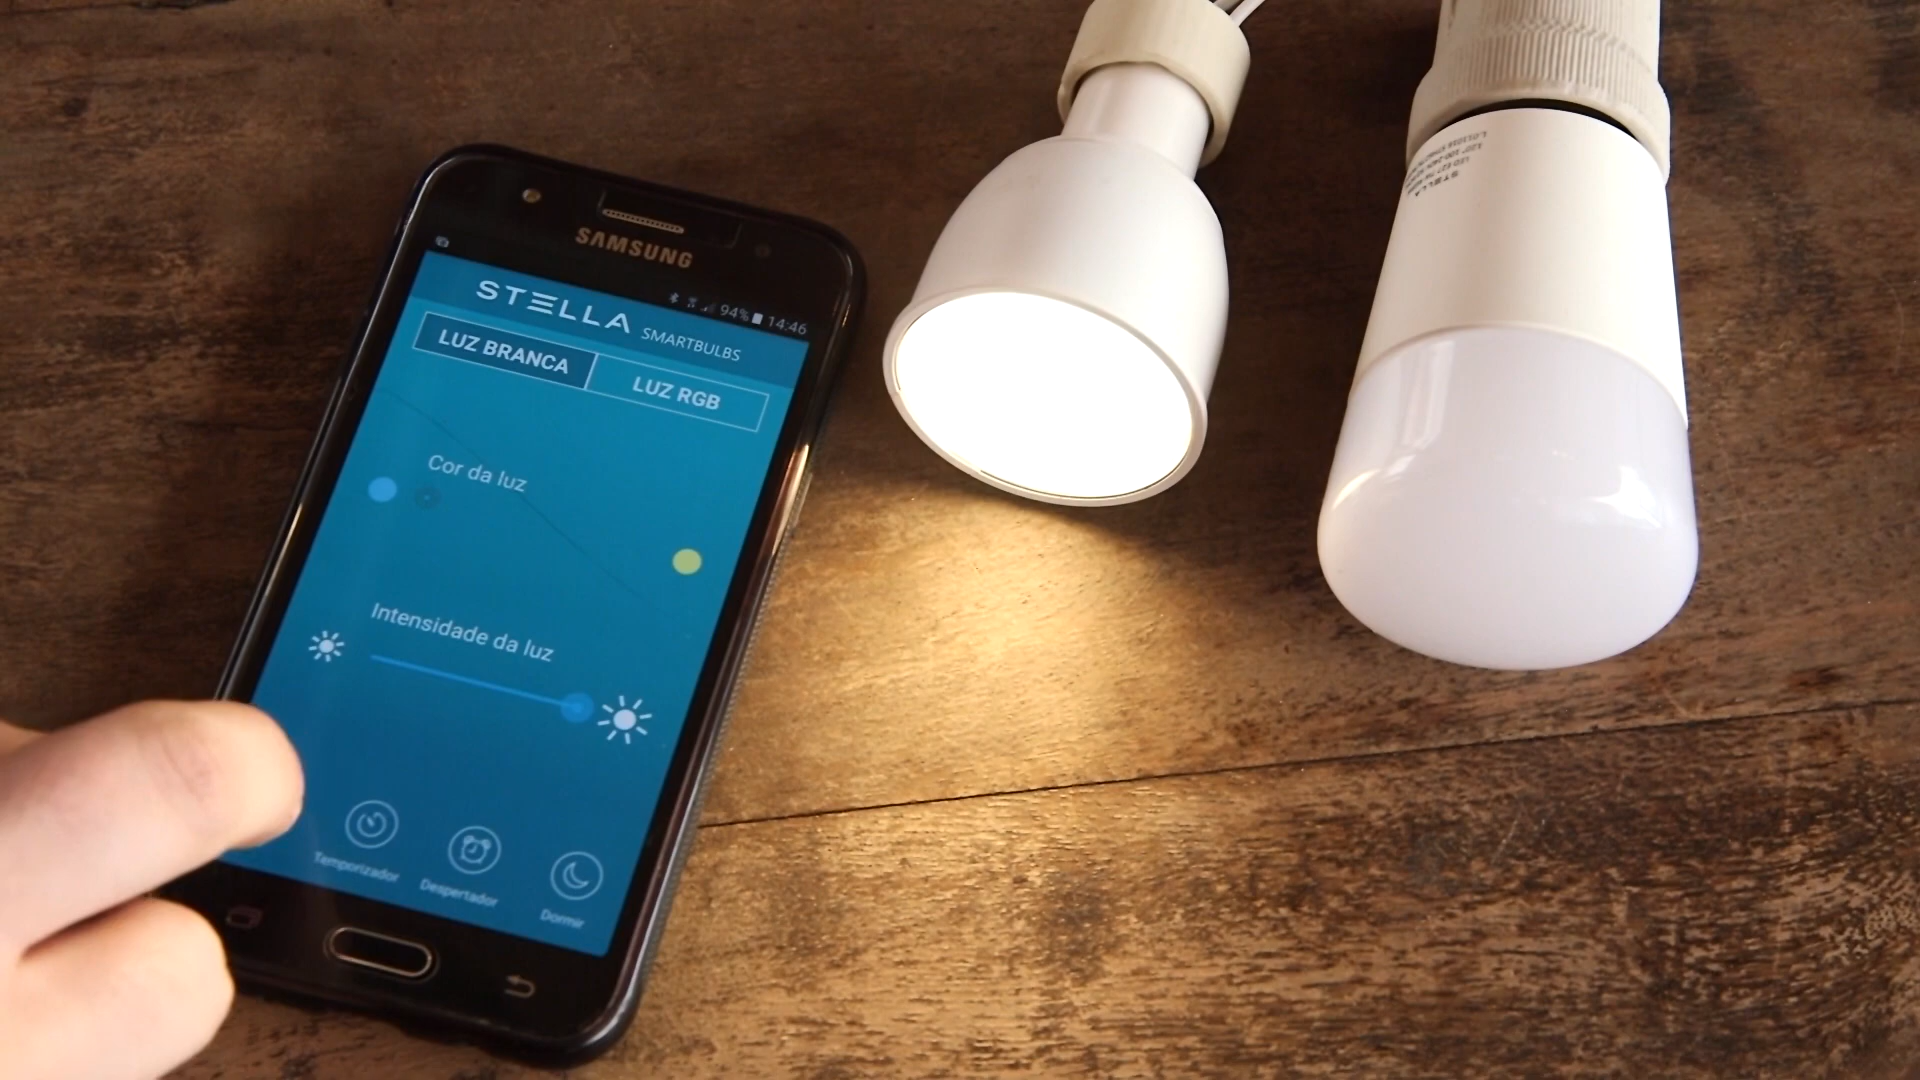 SAMSUNG
94% 14:46
STELLA SMARTBULBS
LUZ BRANCA
LUZ RGB
Cor da luz
Intensidade da luz
Temporizador
Despertador
Dormir
STELLA